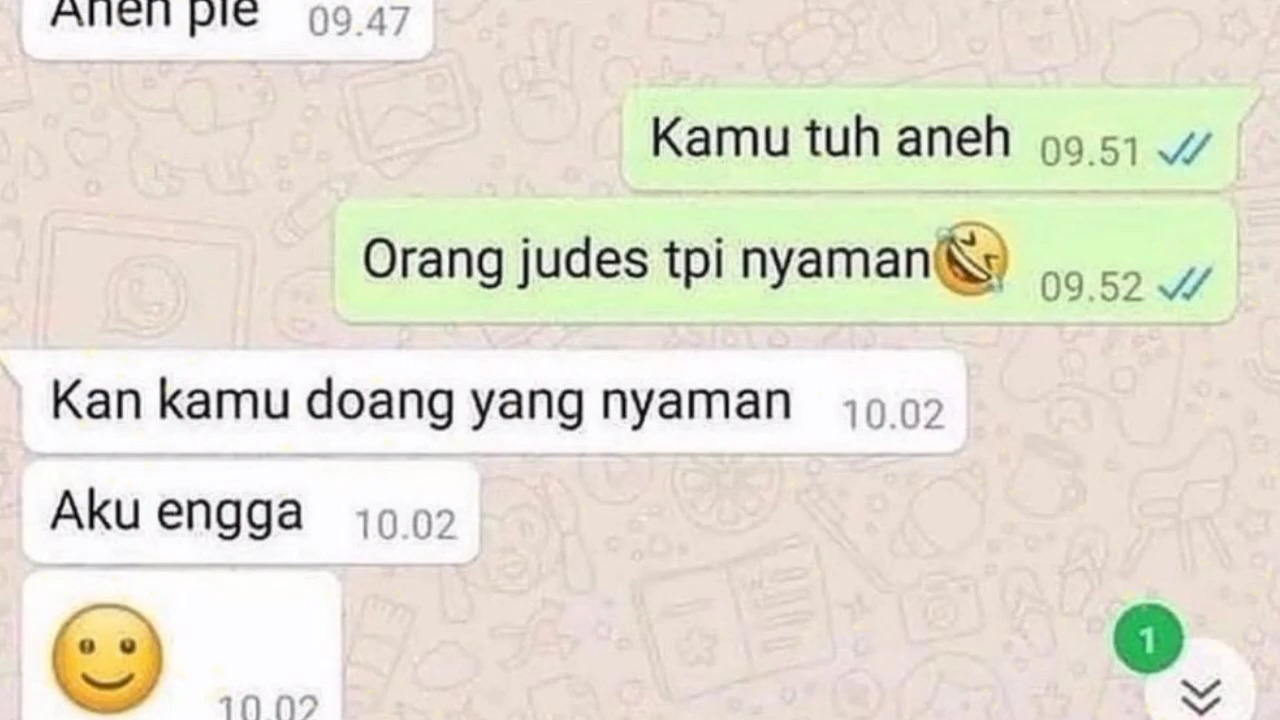 Aneh pie 09.47
Kamu tuh aneh 09.51
Orang judes tpi nyaman🤣 09.52
Kan kamu doang yang nyaman 10.02
Aku engga 10.02
🙂 10.02
1